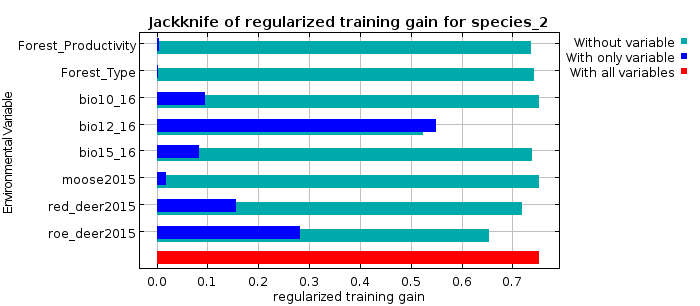 Jackknife of regularized training gain for species_2
Environmental Variable
Forest_Productivity
Forest_Type
bio10_16
bio12_16
bio15_16
moose2015
red_deer2015
roe_deer2015
Without variable
With only variable
With all variables
0.0 0.1 0.2 0.3 0.4 0.5 0.6 0.7
regularized training gain